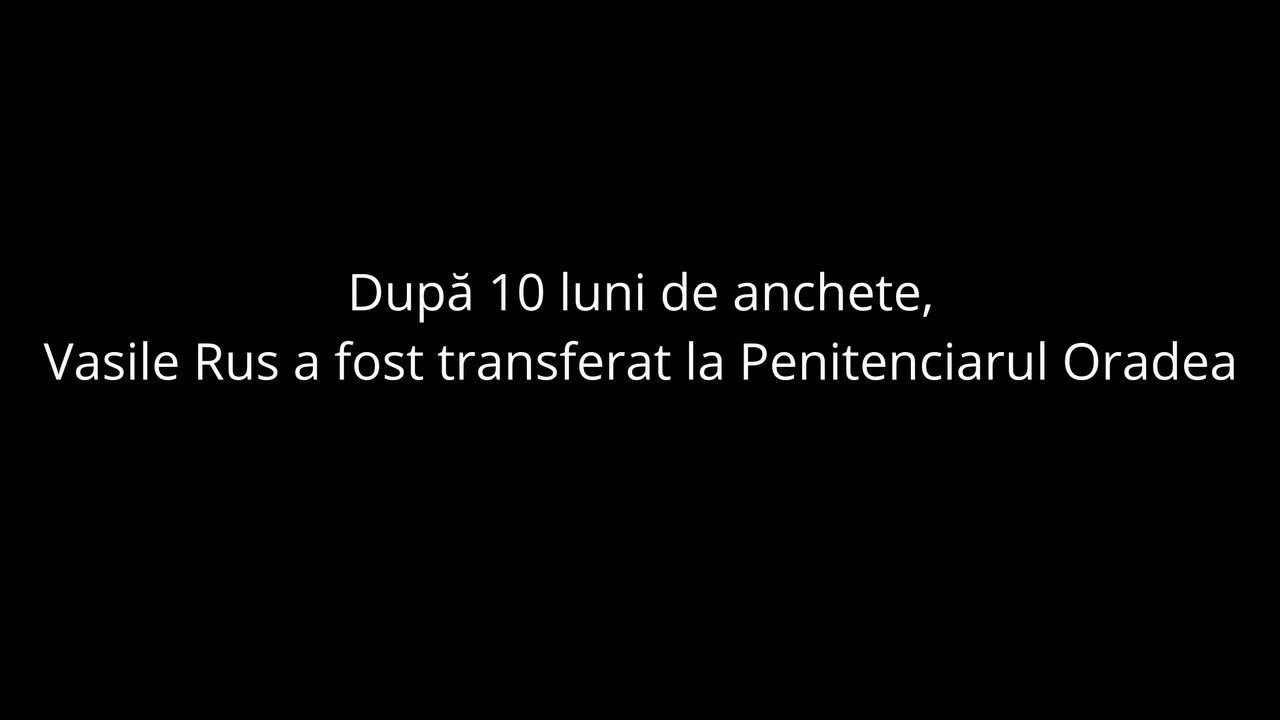 După 10 luni de anchete,
Vasile Rus a fost transferat la Penitenciarul Oradea